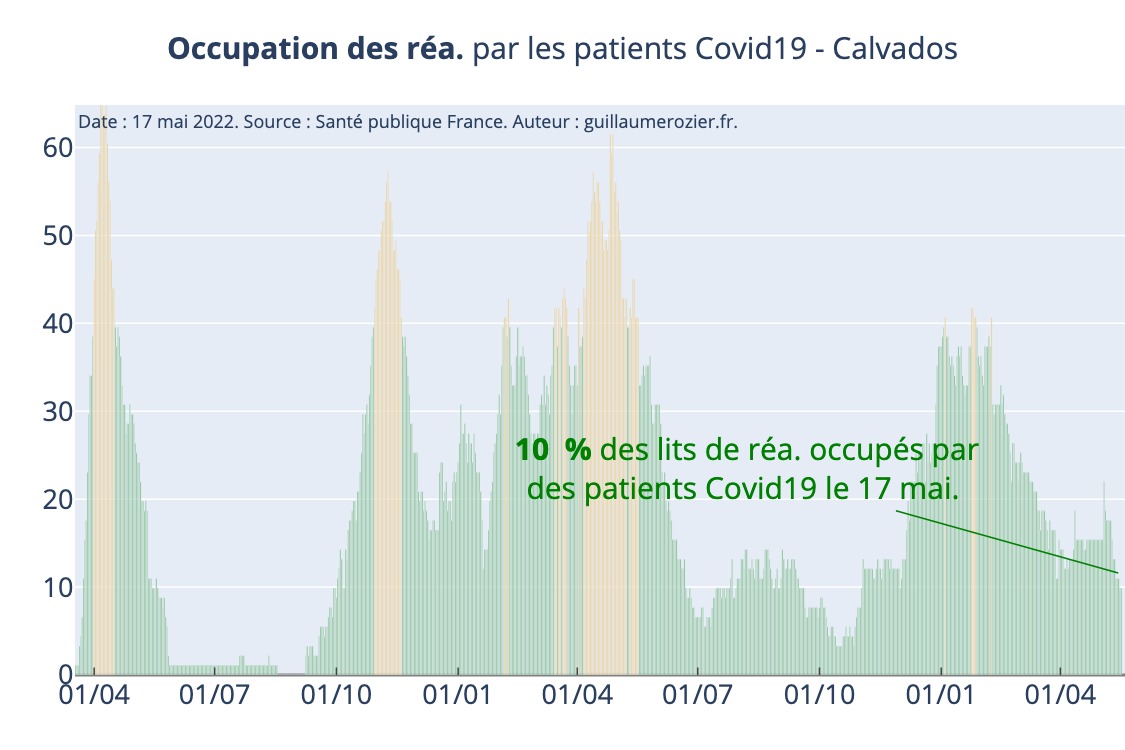 Occupation des réa. par les patients Covid19 - Calvados
Date : 17 mai 2022. Source : Santé publique France. Auteur : guillaumerozier.fr.
60
50
40
30
10 % des lits de réa. occupés par
des patients Covid19 le 17 mai.
20
10
0
01/04 01/07 01/10 01/01 01/04 01/07 01/10 01/01 01/04